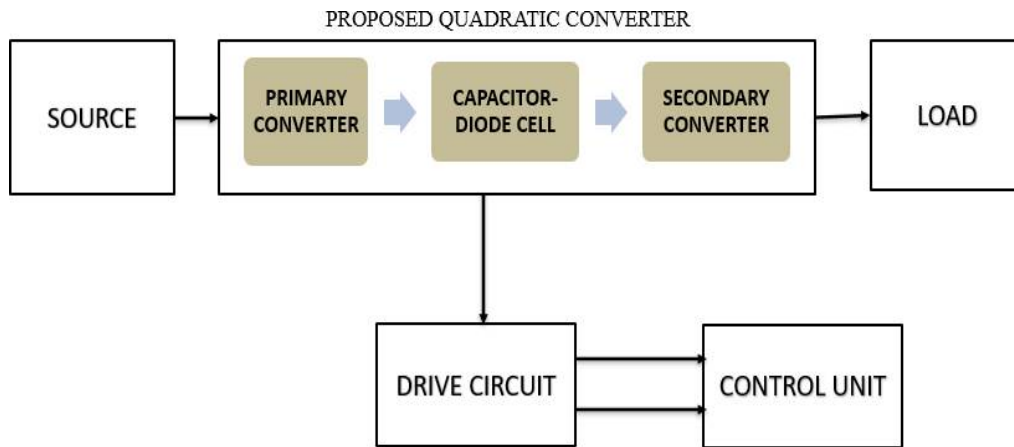 PROPOSED QUADRATIC CONVERTER
SOURCE
PRIMARY
CONVERTER
CAPACITOR-
DIODE CELL
SECONDARY
CONVERTER
LOAD
DRIVE CIRCUIT
CONTROL UNIT